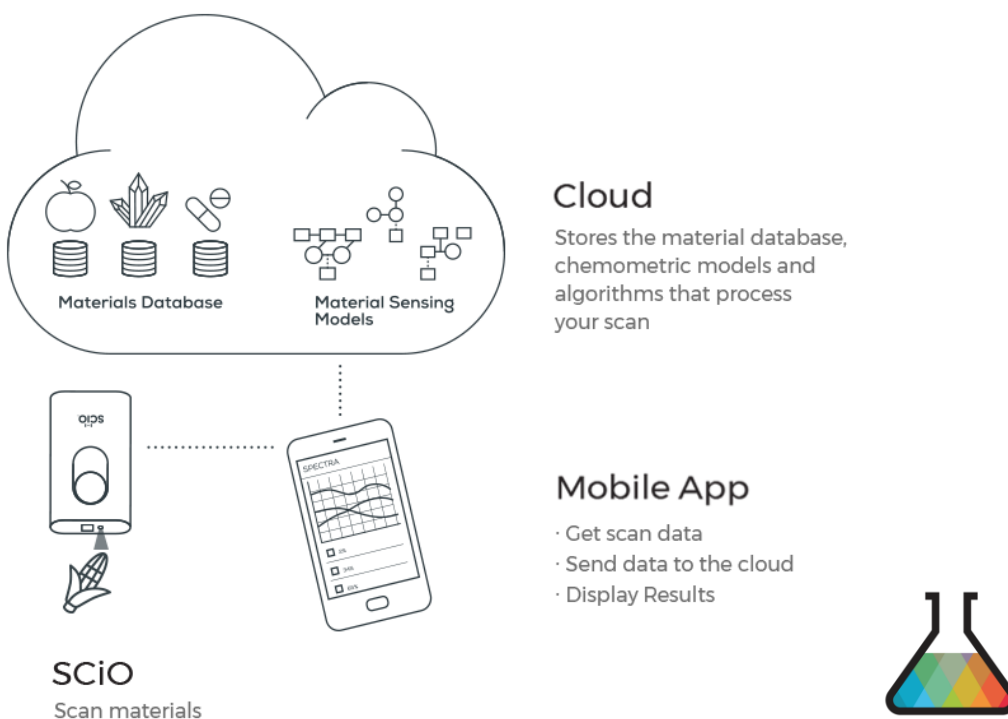 Materials Database
Material Sensing
Models
Cloud
Stores the material database,
chemometric models and
algorithms that process
your scan
SCiO
SPECTRA
Mobile App
· Get scan data
· Send data to the cloud
· Display Results
SCiO
Scan materials